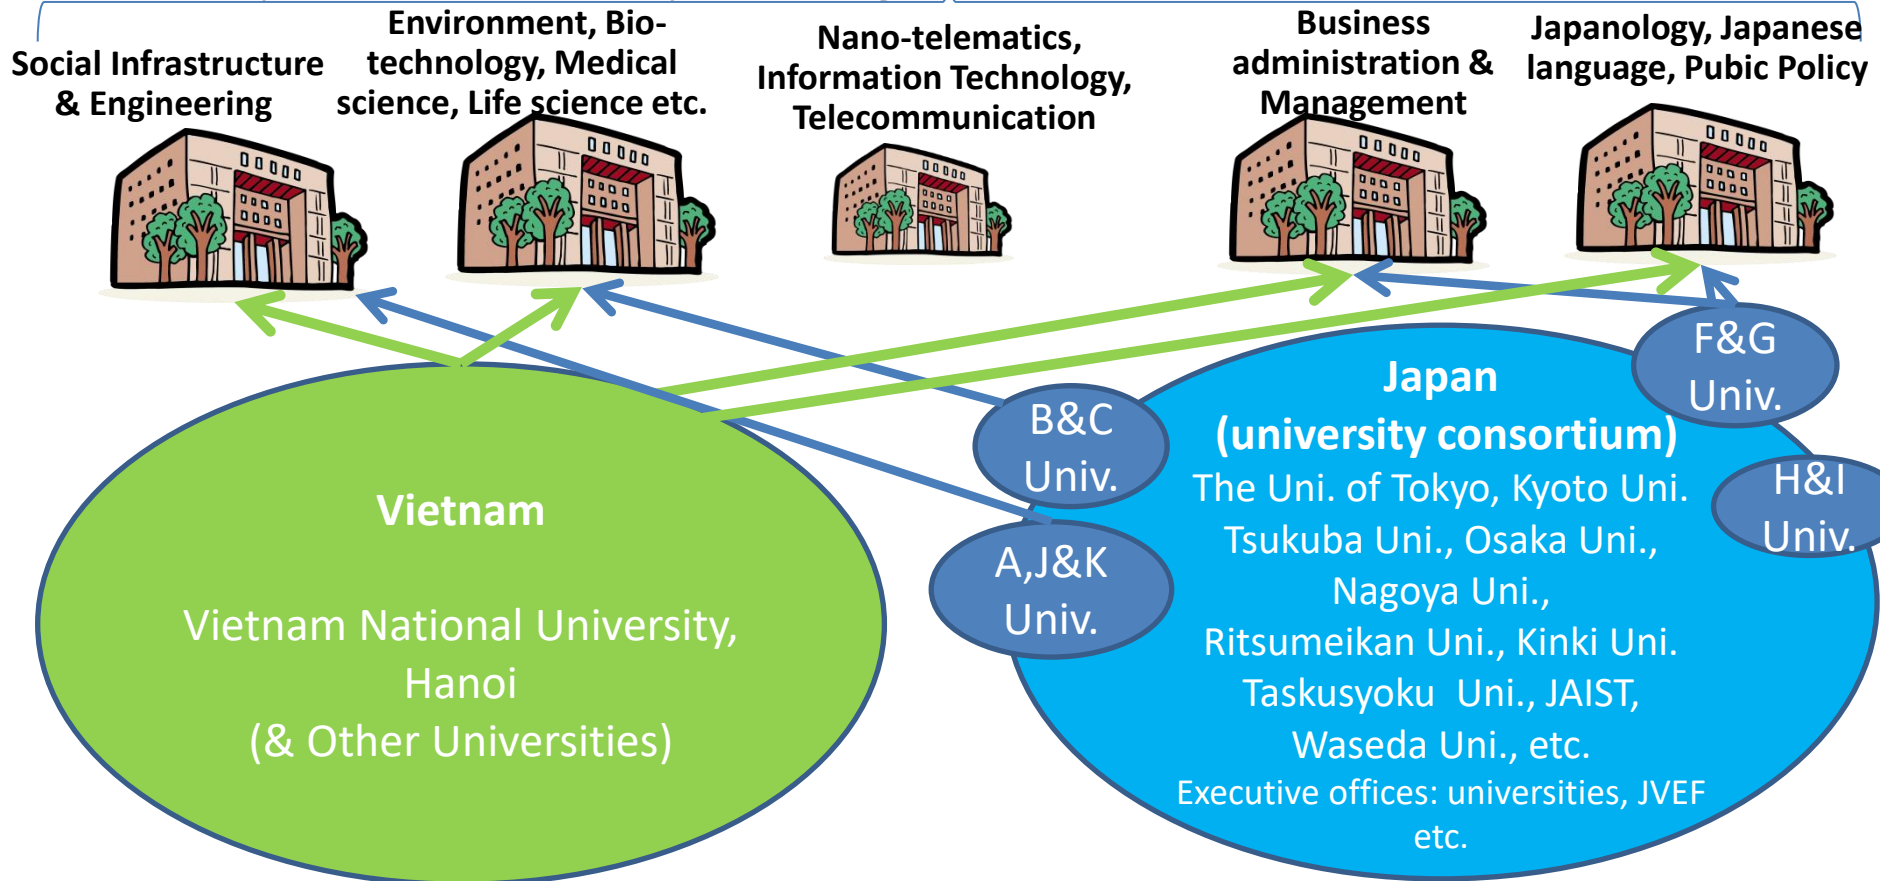 Social Infrastructure
& Engineering
Environment, Bio-
technology, Medical
science, Life science etc.
Nano-telematics,
Information Technology,
Telecommunication
Business
administration &
Management
Japanology, Japanese
language, Pubic Policy
F&G
Univ.
B&C
Univ.
H&I
Univ.
A,J&K
Univ.
Vietnam
Vietnam National University,
Hanoi
(& Other Universities)
Japan
(university consortium)
The Uni. of Tokyo, Kyoto Uni.
Tsukuba Uni., Osaka Uni.,
Nagoya Uni.,
Ritsumeikan Uni., Kinki Uni.
Taskusyoku Uni., JAIST,
Waseda Uni., etc.
Executive offices: universities, JVEF
etc.